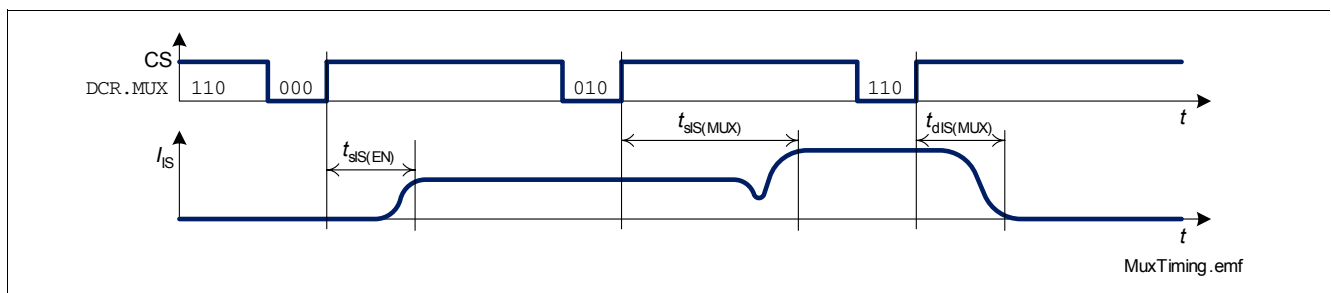 CS
DCR.MUX 110 000 010 110
t
tsIS(MUX) tdIS(MUX)
IIS tsIS(EN)
t
MuxTiming.emf